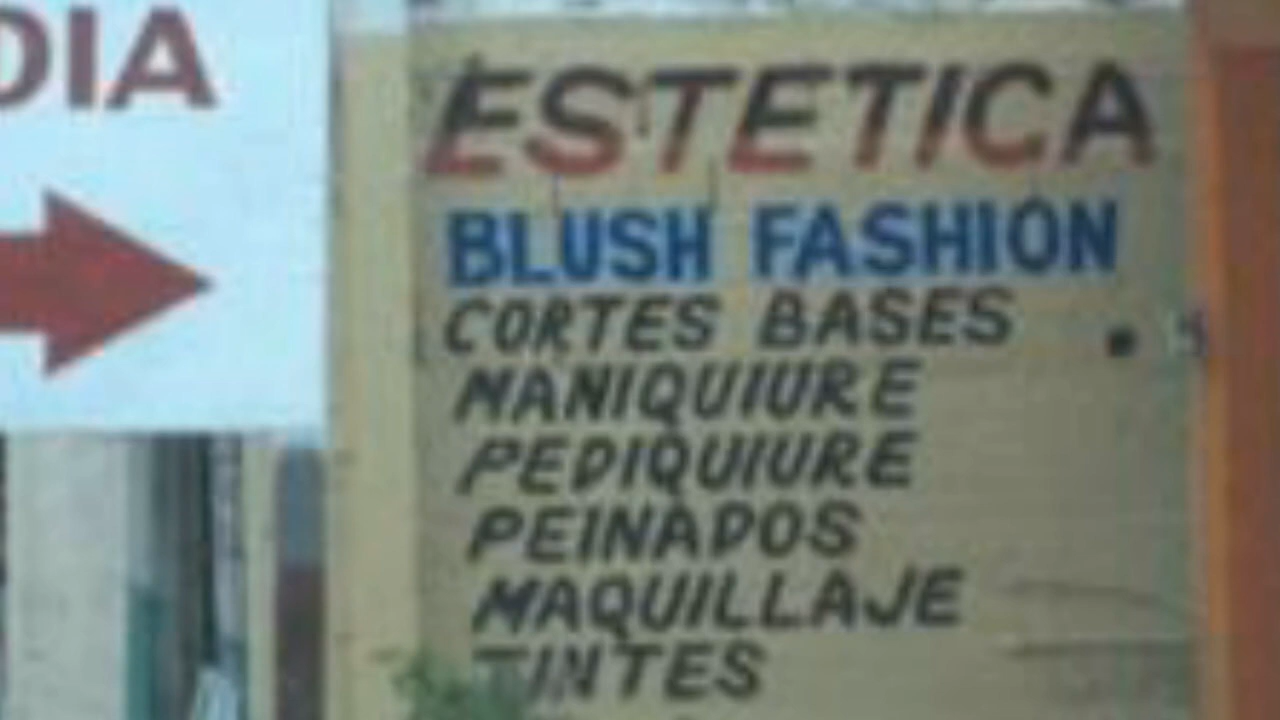 DIA
ESTETICA
BLUSH FASHION
CORTES BASES
MANIQUIURE
PEDIQUIURE
PEINADOS
MAQUILLAJE
TINTES